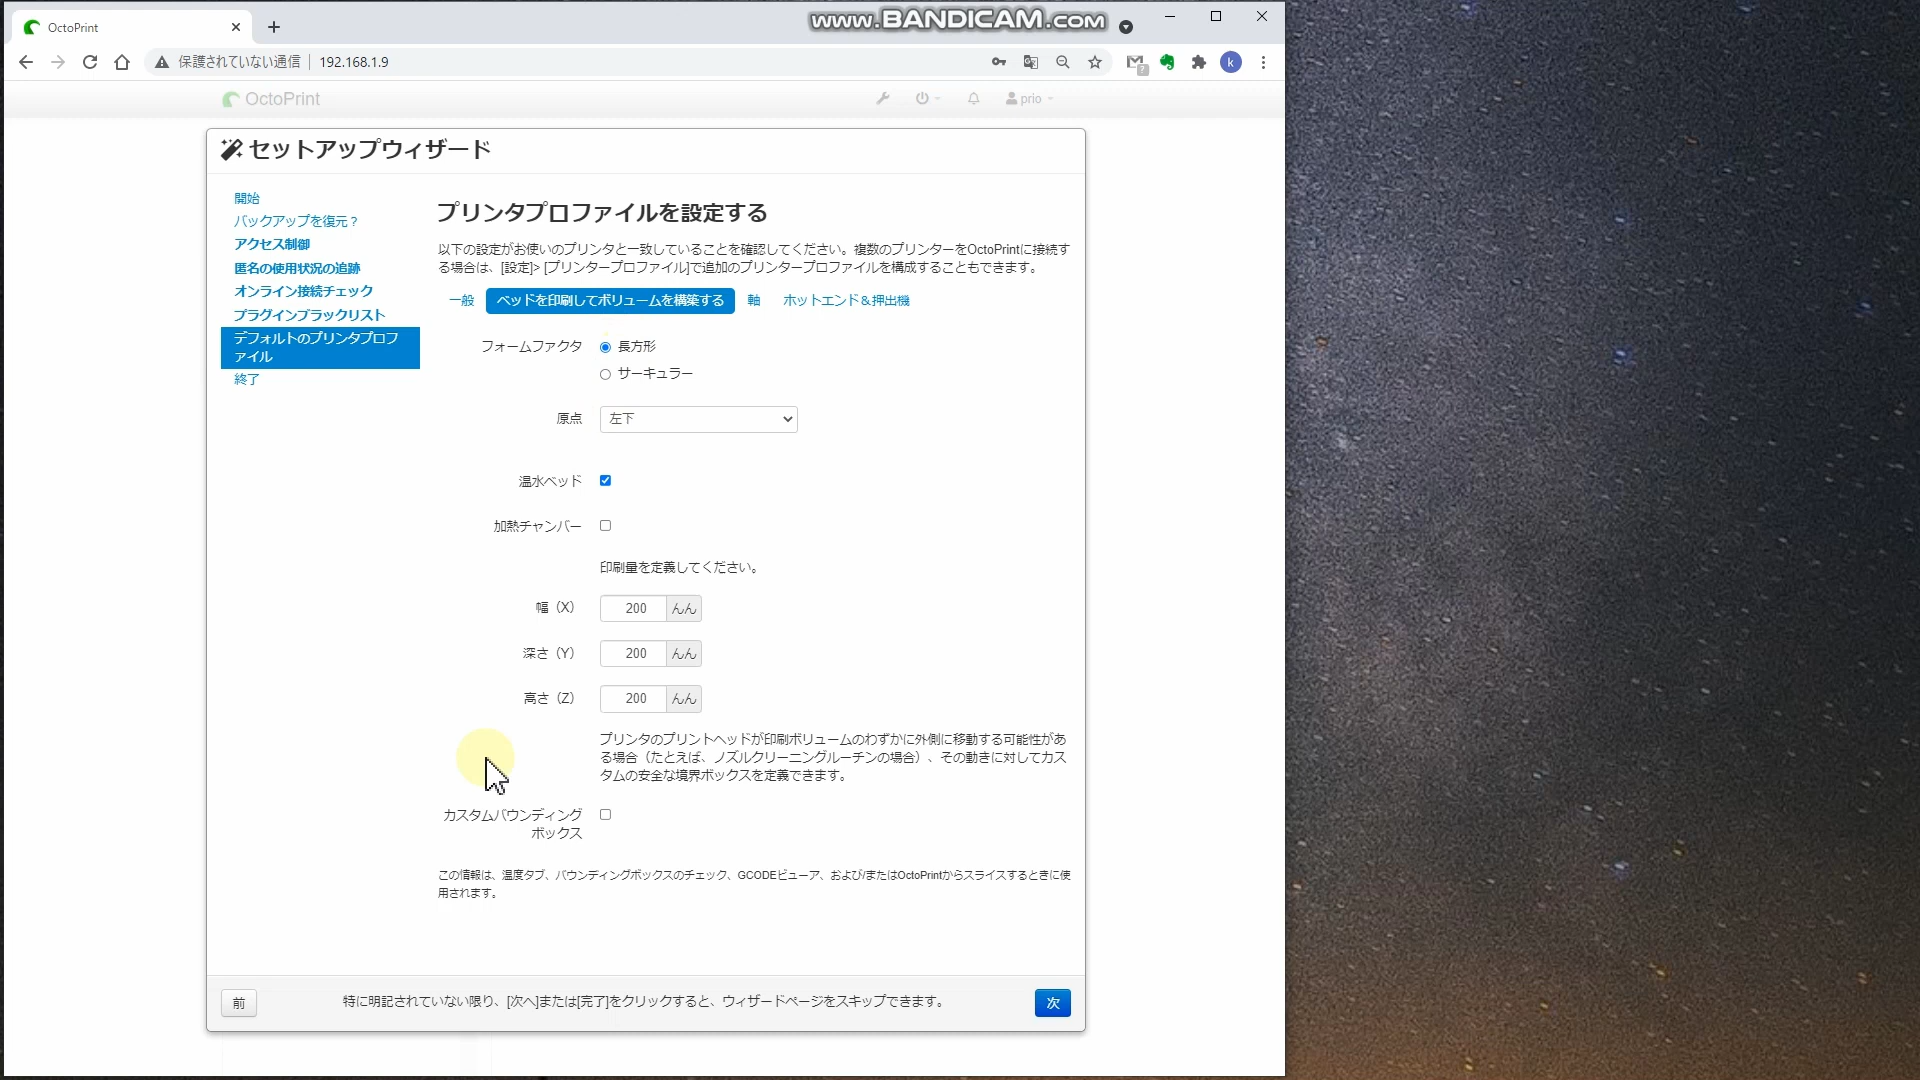 OctoPrint
www.BANDICAM.com
保護されていない通信 192.168.1.9
k
OctoPrint
prio
セットアップウィザード
開始
バックアップを復元？
アクセス制御
匿名の使用状況の追跡
オンライン接続チェック
プラグインブラックリスト
デフォルトのプリンタプロフ
ァイル
終了
プリンタプロファイルを設定する
以下の設定がお使いのプリンタと一致していることを確認してください。複数のプリンターをOctoPrintに接続す
る場合は、[設定]> [プリンタープロファイル]で追加のプリンタープロファイルを構成することもできます。
一般 ベッドを印刷してボリュームを構築する 軸 ホットエンド＆押出機
フォームファクタ 長方形
サーキュラー
原点 左下
温水ベッド
加熱チャンバー
印刷量を定義してください。
幅（X） 200 んん
深さ（Y） 200 んん
高さ（Z） 200 んん
プリンタのプリントヘッドが印刷ボリュームのわずかに外側に移動する可能性があ
る場合（たとえば、ノズルクリーニングルーチンの場合）、その動きに対してカス
タムの安全な境界ボックスを定義できます。
カスタムバウンディング
ボックス
この情報は、温度タブ、バウンディングボックスのチェック、GCODEビューア、および/またはOctoPrintからスライスするときに使
用されます。
前 特に明記されていない限り、[次へ]または[完了]をクリックすると、ウィザードページをスキップできます。 次